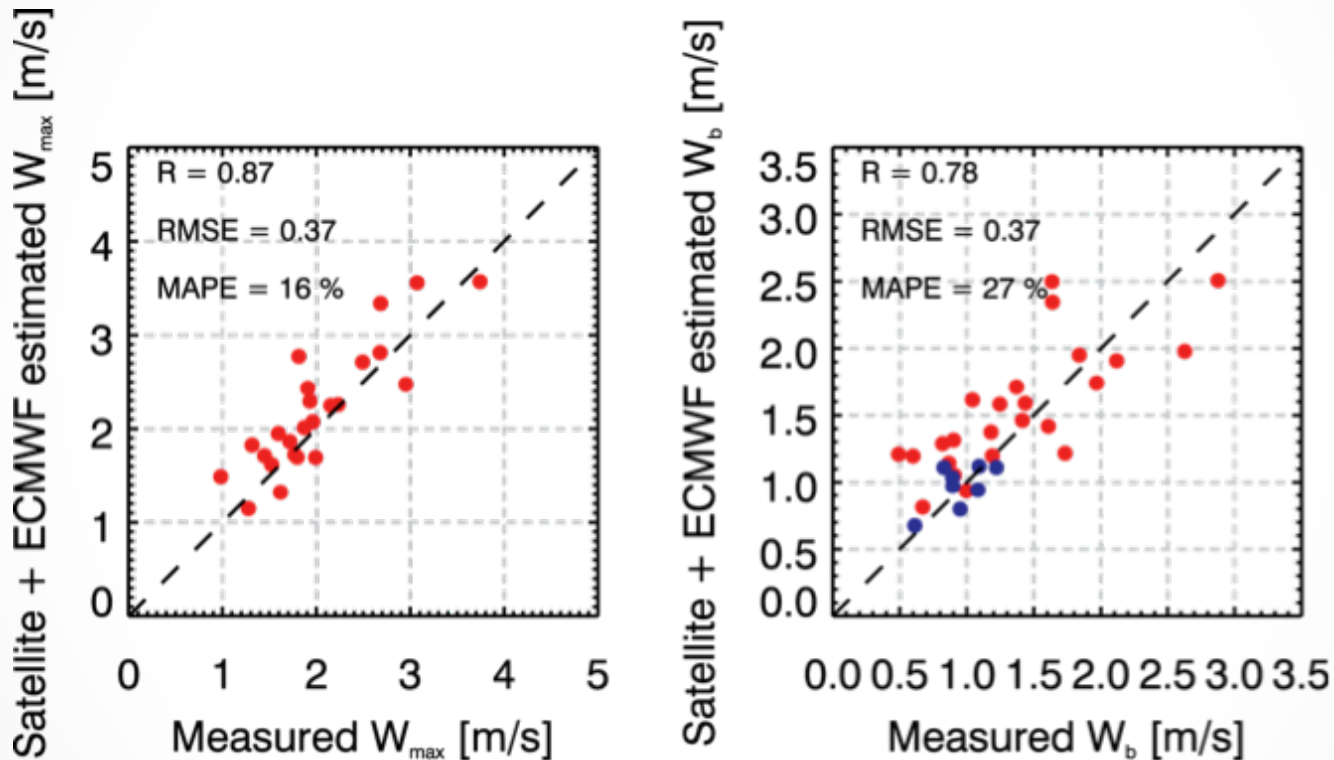 Satellite + ECMWF estimated Wmax [m/s]
R = 0.87
RMSE = 0.37
MAPE = 16 %
5
4
3
2
1
0
0 1 2 3 4 5
Measured Wmax [m/s]
Satellite + ECMWF estimated Wb [m/s]
R = 0.78
RMSE = 0.37
MAPE = 27 %
3.5
3.0
2.5
2.0
1.5
1.0
0.5
0.0
0.0 0.5 1.0 1.5 2.0 2.5 3.0 3.5
Measured Wb [m/s]